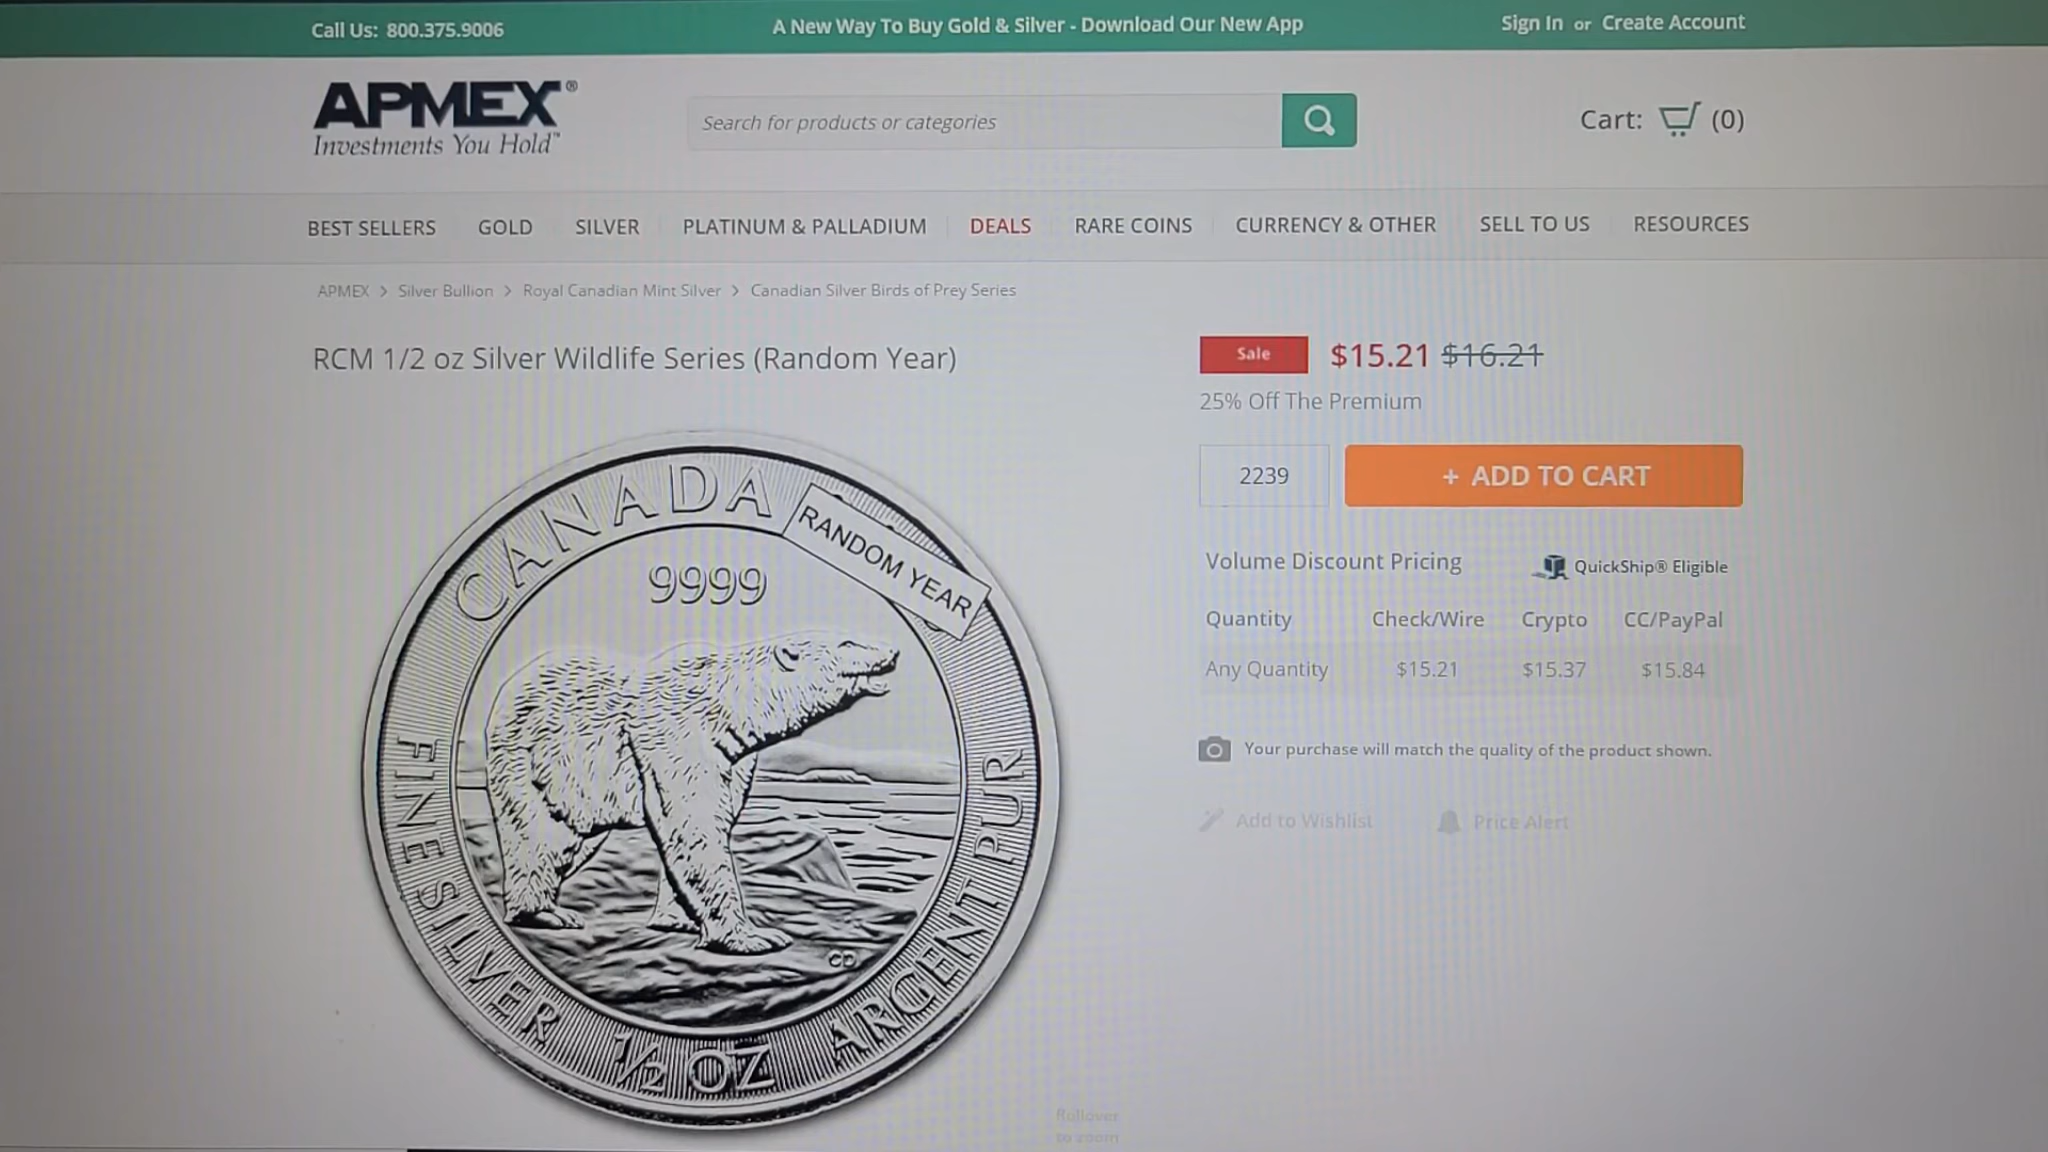 Call Us: 800.375.9006
A New Way To Buy Gold & Silver - Download Our New App
Sign In or Create Account
APMEX®
Investments You Hold™
Search for products or categories
Cart: (0)
BEST SELLERS GOLD SILVER PLATINUM & PALLADIUM DEALS RARE COINS CURRENCY & OTHER SELL TO US RESOURCES
APMEX > Silver Bullion > Royal Canadian Mint Silver > Canadian Silver Birds of Prey Series
RCM 1/2 oz Silver Wildlife Series (Random Year)
CANADA
RANDOM YEAR
9999
FINE SILVER 1/2 OZ ARGENT PUR
CD
Rollover
to zoom
Sale $15.21 $16.21
25% Off The Premium
2239
+ ADD TO CART
Volume Discount Pricing
QuickShip® Eligible
Quantity Check/Wire Crypto CC/PayPal
Any Quantity $15.21 $15.37 $15.84
Your purchase will match the quality of the product shown.
Add to Wishlist
Price Alert